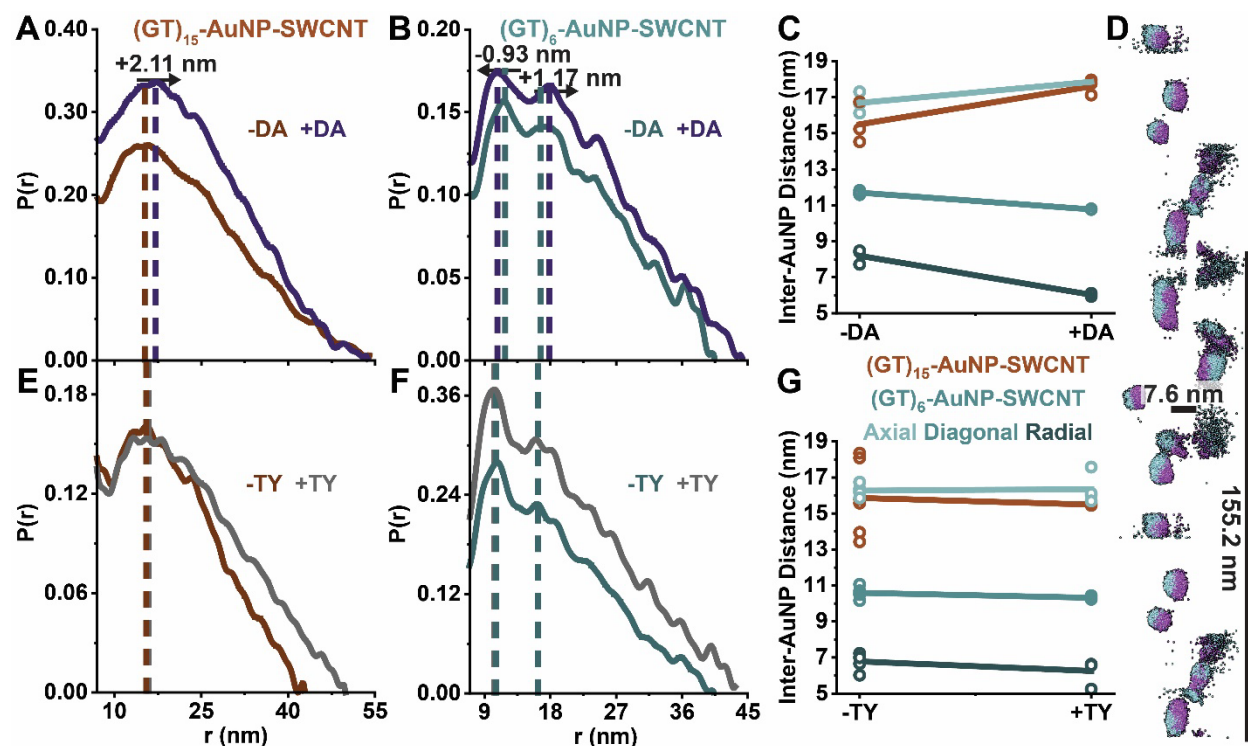 A
(GT)15-AuNP-SWCNT
+2.11 nm
-DA +DA
P(r)
0.40
0.30
0.20
0.10
0.00
B
(GT)6-AuNP-SWCNT
-0.93 nm
+1.17 nm
-DA +DA
P(r)
0.20
0.15
0.10
0.05
0.00
C
Inter-AuNP Distance (nm)
19
17
15
13
11
9
7
5
-DA
+DA
D
7.6 nm
155.2 nm
E
-TY +TY
P(r)
0.18
0.12
0.06
0.00
10
25
40
55
r (nm)
F
-TY +TY
P(r)
0.36
0.24
0.12
0.00
9
18
27
36
45
r (nm)
G
(GT)15-AuNP-SWCNT
(GT)6-AuNP-SWCNT
Axial Diagonal Radial
Inter-AuNP Distance (nm)
19
17
15
13
11
9
7
5
-TY
+TY